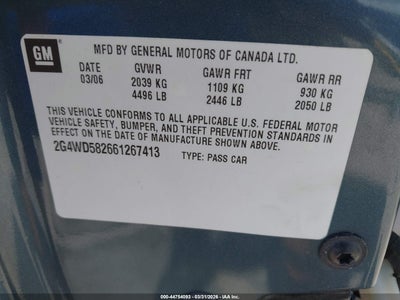 GM
MFD BY GENERAL MOTORS OF CANADA LTD.
DATE GVWR GAWR FRT GAWR RR
03/06 2039 KG 1109 KG 930 KG
4496 LB 2446 LB 2050 LB
THIS VEHICLE CONFORMS TO ALL APPLICABLE U.S. FEDERAL MOTOR
VEHICLE SAFETY, BUMPER, AND THEFT PREVENTION STANDARDS IN
EFFECT ON THE DATE OF MANUFACTURE SHOWN ABOVE.
2G4WD582661267413 TYPE: PASS CAR
000-44754093 - 03/31/2026 - IAA Inc.